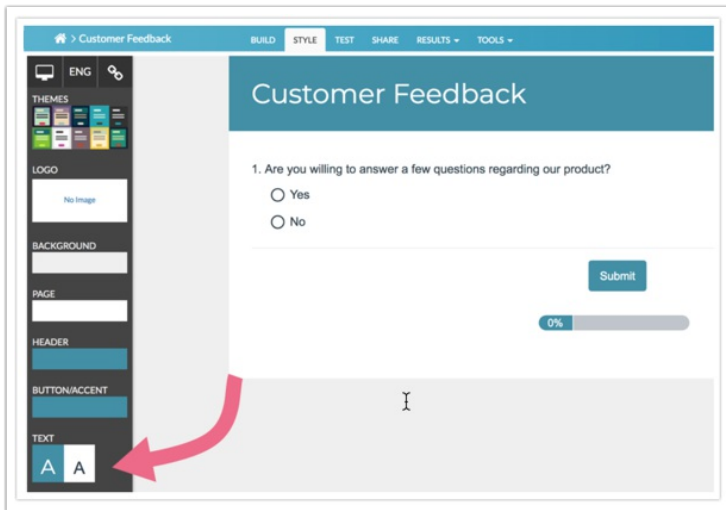 > Customer Feedback
BUILD STYLE TEST SHARE RESULTS TOOLS
ENG
THEMES
LOGO
No Image
BACKGROUND
PAGE
HEADER
BUTTON/ACCENT
TEXT
A A
Customer Feedback
1. Are you willing to answer a few questions regarding our product?
Yes
No
Submit
0%